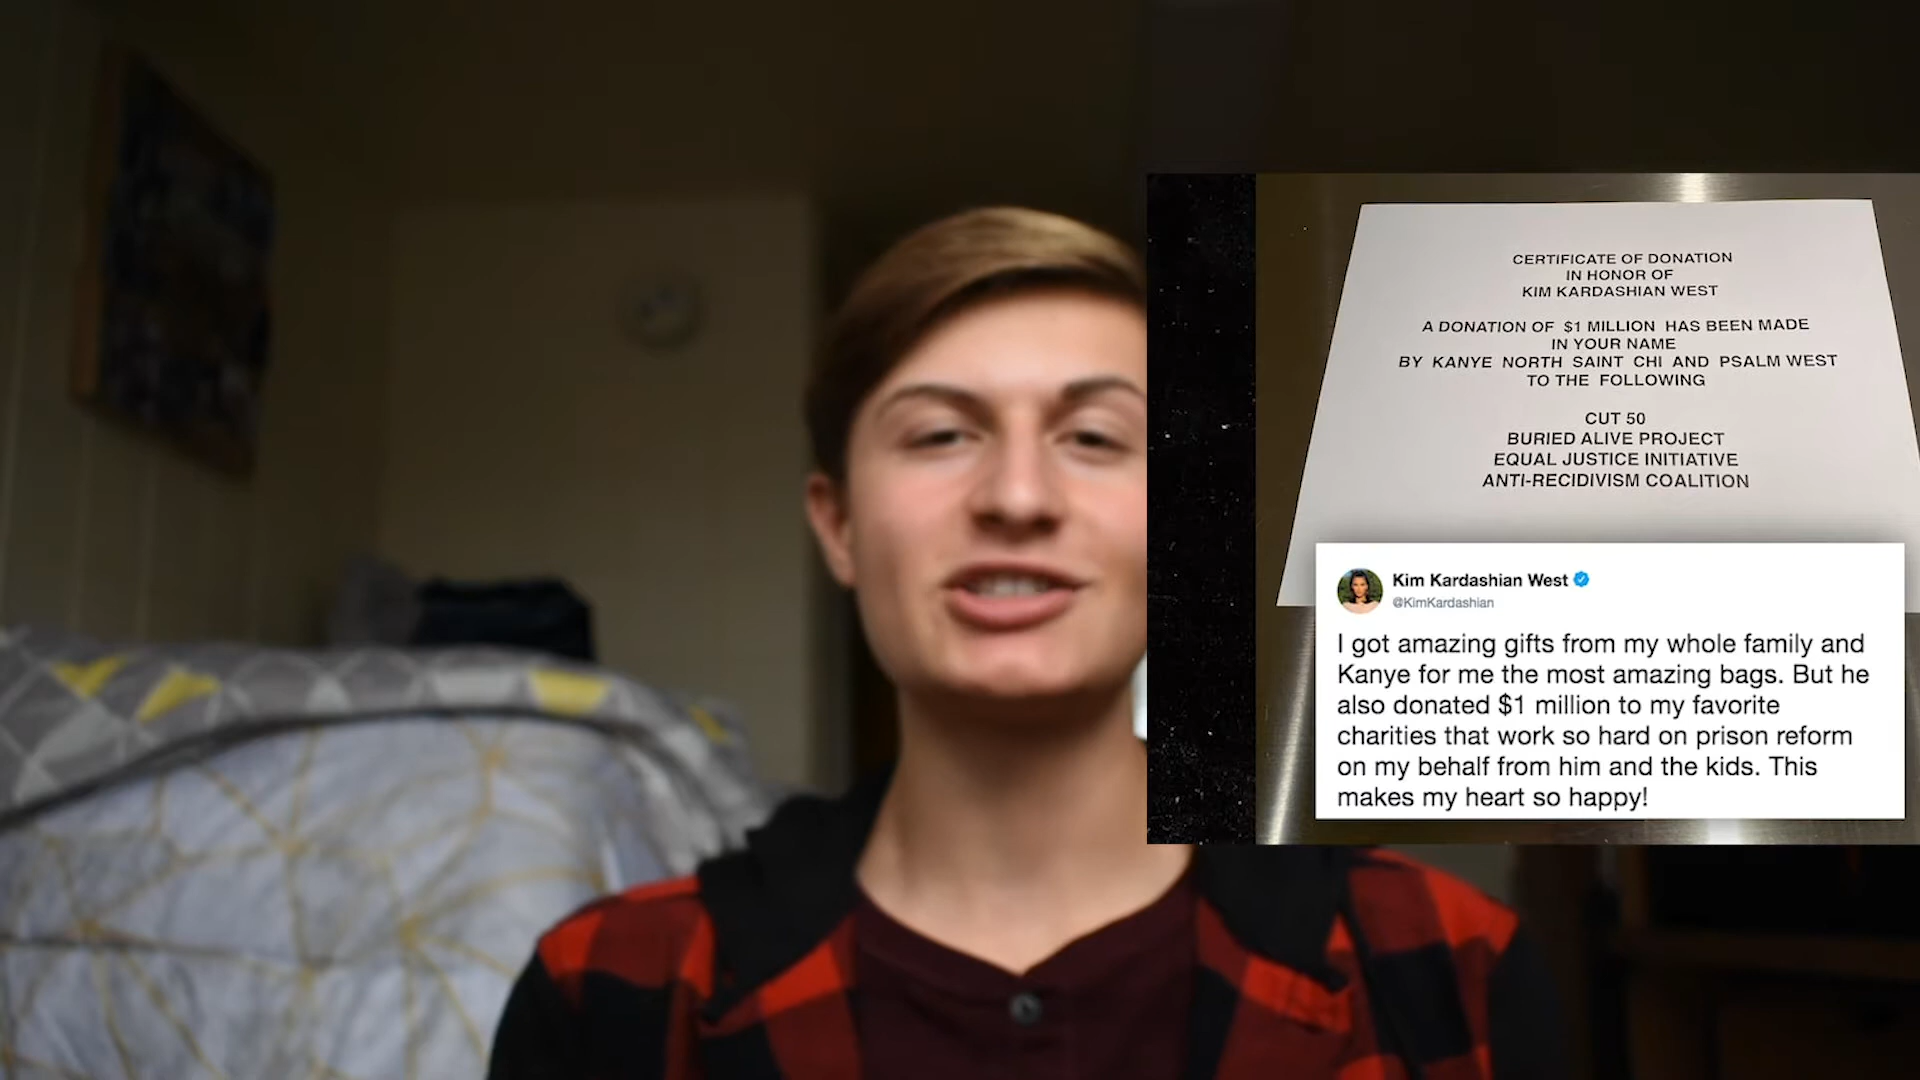 CERTIFICATE OF DONATION
IN HONOR OF
KIM KARDASHIAN WEST
A DONATION OF $1 MILLION HAS BEEN MADE
IN YOUR NAME
BY KANYE NORTH SAINT CHI AND PSALM WEST
TO THE FOLLOWING
CUT 50
BURIED ALIVE PROJECT
EQUAL JUSTICE INITIATIVE
ANTI-RECIDIVISM COALITION
Kim Kardashian West
@KimKardashian
I got amazing gifts from my whole family and
Kanye for me the most amazing bags. But he
also donated $1 million to my favorite
charities that work so hard on prison reform
on my behalf from him and the kids. This
makes my heart so happy!